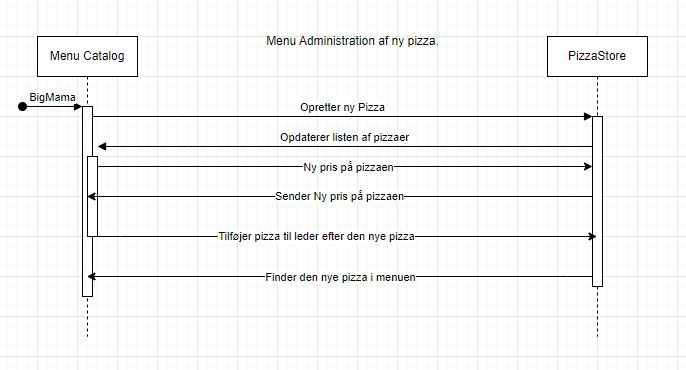 Menu Administration af ny pizza.
Menu Catalog
PizzaStore
BigMama
Opretter ny Pizza
Opdaterer listen af pizzaer
Ny pris på pizzaen
Sender Ny pris på pizzaen
Tilføjer pizza til leder efter den nye pizza
Finder den nye pizza i menuen